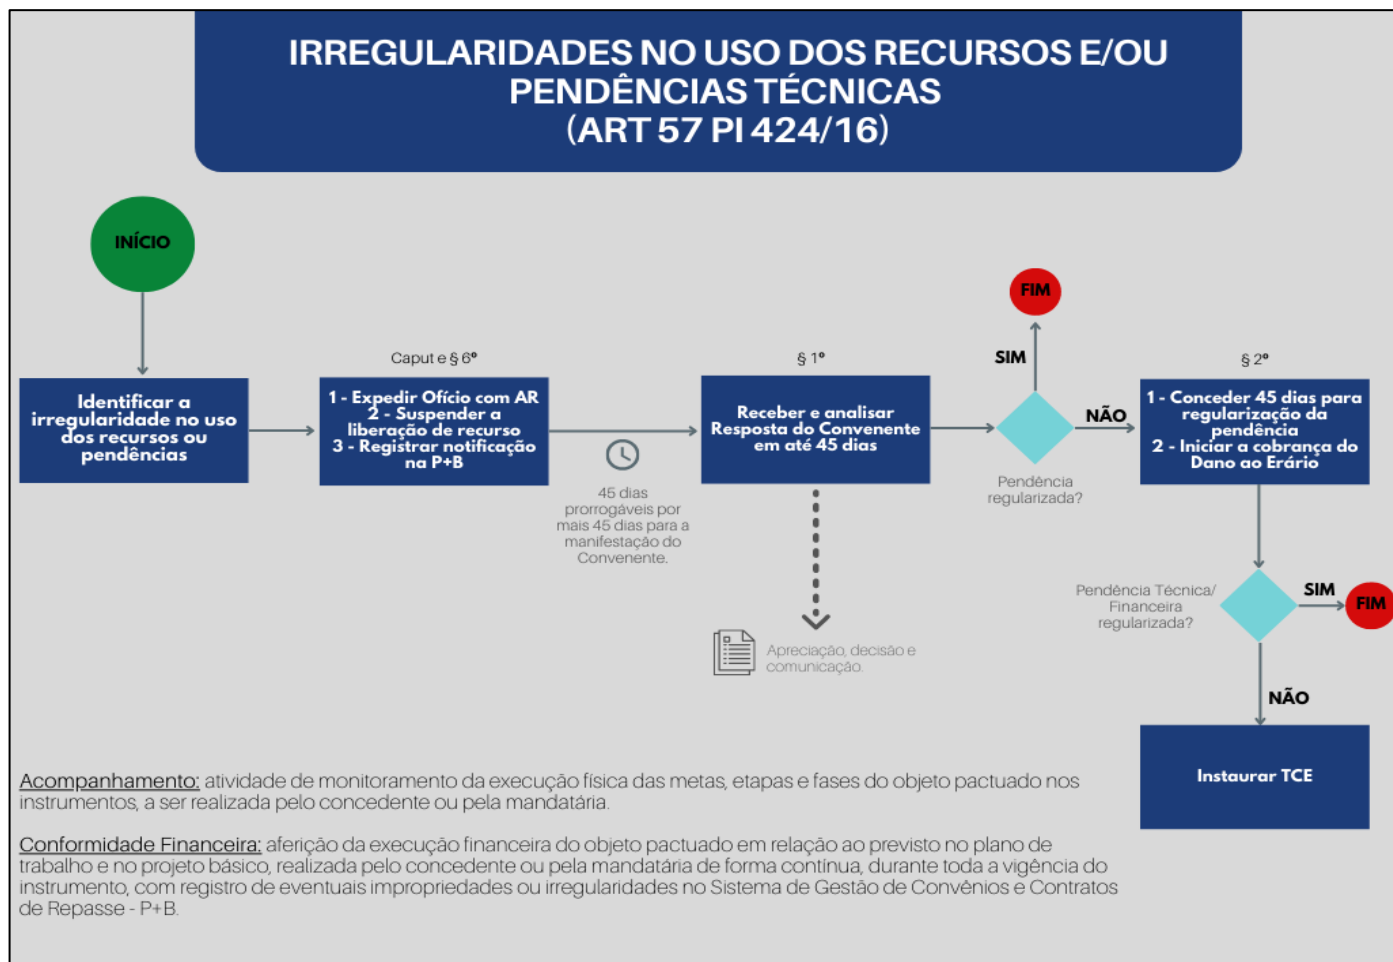 IRREGULARIDADES NO USO DOS RECURSOS E/OU
PENDÊNCIAS TÉCNICAS
(ART 57 PI 424/16)
INÍCIO
Identificar a
irregularidade no uso
dos recursos ou
pendências
Caput e § 6º
1 - Expedir Ofício com AR
2 - Suspender a
liberação de recurso
3 - Registrar notificação
na P+B
45 dias
prorrogáveis por
mais 45 dias para a
manifestação do
Convenente.
§ 1º
Receber e analisar
Resposta do Convenente
em até 45 dias
Apreciação, decisão e
comunicação.
FIM
SIM
NÃO
Pendência
regularizada?
§ 2º
1 - Conceder 45 dias para
regularização da
pendência
2 - Iniciar a cobrança do
Dano ao Erário
Pendência Técnica/
Financeira
regularizada?
SIM
FIM
NÃO
Instaurar TCE
Acompanhamento: atividade de monitoramento da execução física das metas, etapas e fases do objeto pactuado nos
instrumentos, a ser realizada pelo concedente ou pela mandatária.
Conformidade Financeira: aferição da execução financeira do objeto pactuado em relação ao previsto no plano de
trabalho e no projeto básico, realizada pelo concedente ou pela mandatária de forma contínua, durante toda a vigência do
instrumento, com registro de eventuais impropriedades ou irregularidades no Sistema de Gestão de Convênios e Contratos
de Repasse - P+B.